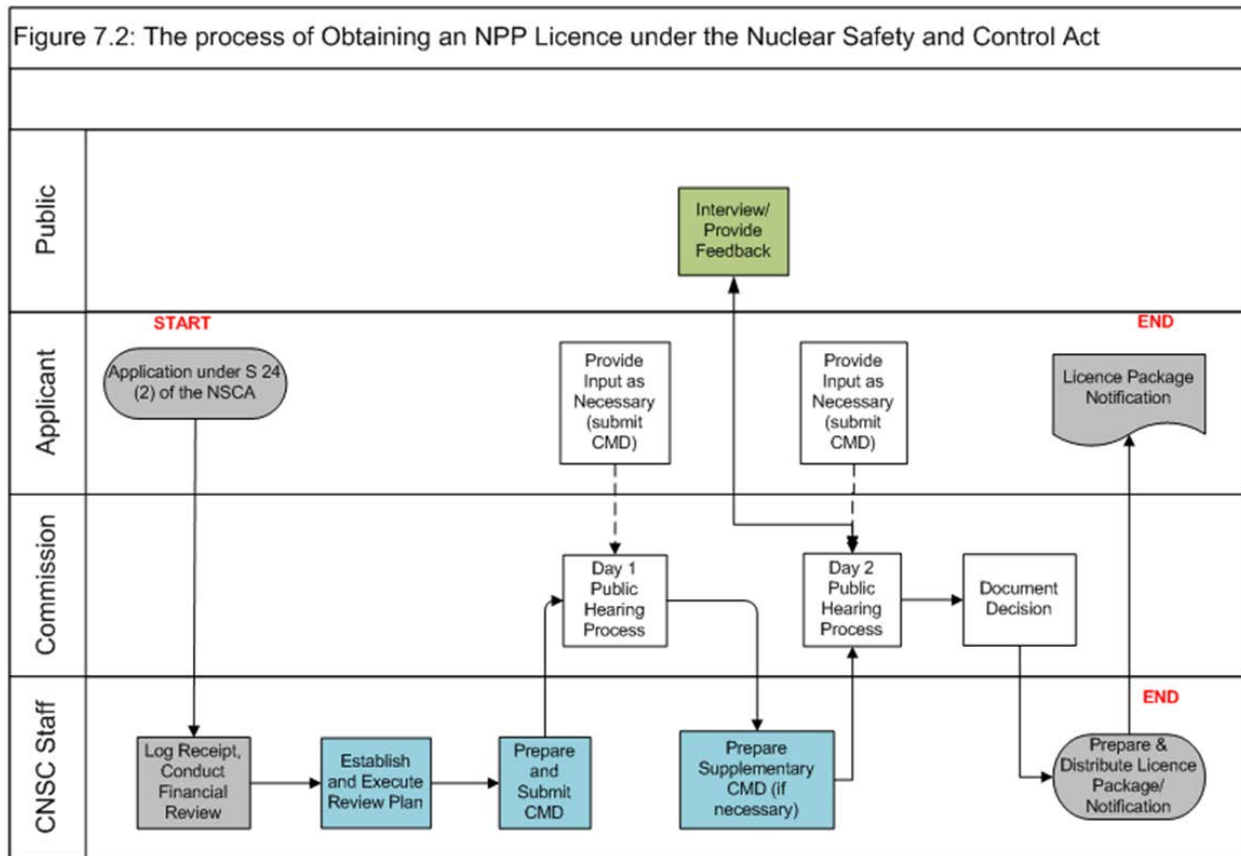 Figure 7.2: The process of Obtaining an NPP Licence under the Nuclear Safety and Control Act
Public
Interview/
Provide
Feedback
Applicant
START
Application under S 24
(2) of the NSCA
Provide
Input as
Necessary
(submit
CMD)
Provide
Input as
Necessary
(submit
CMD)
END
Licence Package
Notification
Commission
Day 1
Public
Hearing
Process
Day 2
Public
Hearing
Process
Document
Decision
CNSC Staff
Log Receipt,
Conduct
Financial
Review
Establish
and Execute
Review Plan
Prepare
and
Submit
CMD
Prepare
Supplementary
CMD (if
necessary)
END
Prepare &
Distribute Licence
Package/
Notification